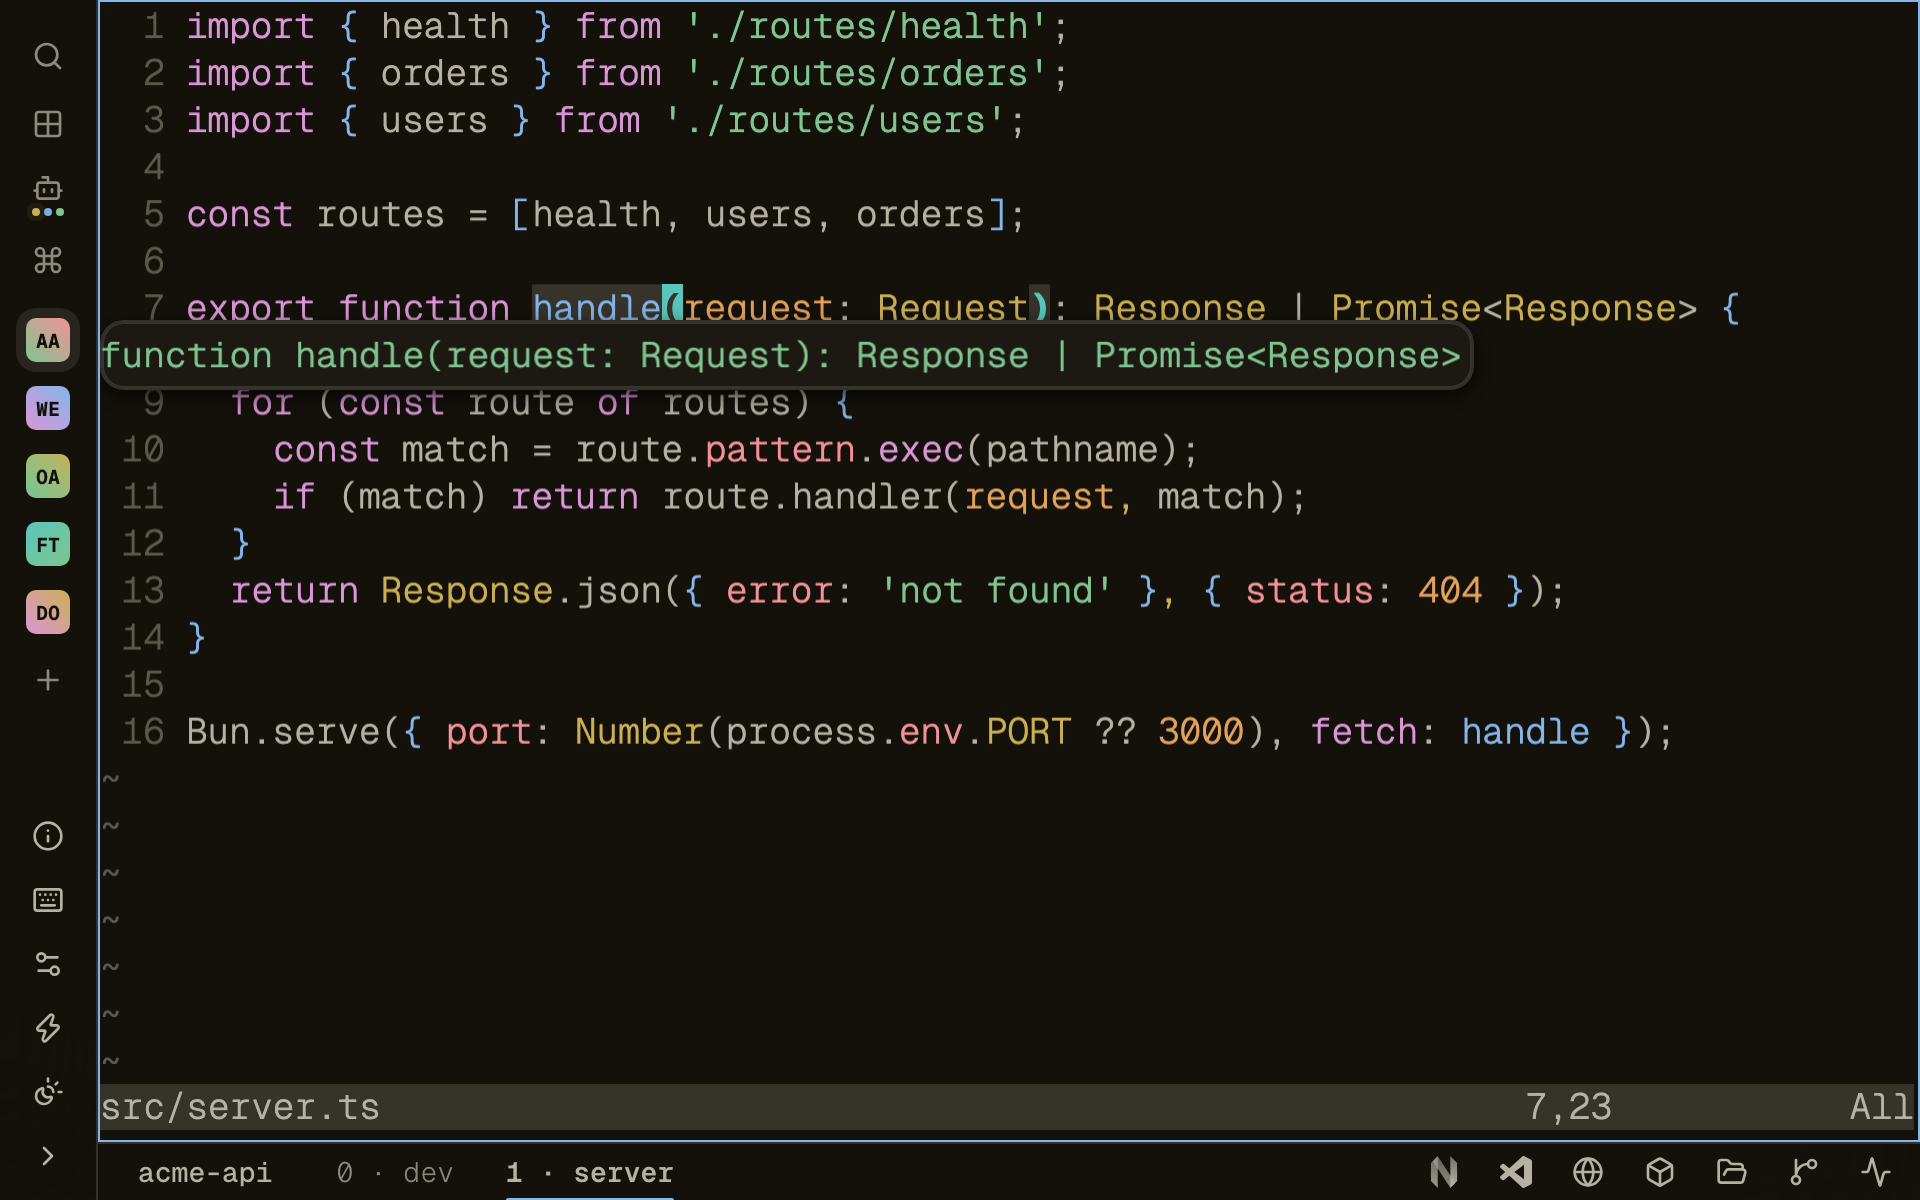 1 import { health } from './routes/health';
2 import { orders } from './routes/orders';
3 import { users } from './routes/users';
4
5 const routes = [health, users, orders];
6
7 export function handle(request: Request): Response | Promise<Response> {
function handle(request: Request): Response | Promise<Response>
9   for (const route of routes) {
10     const match = route.pattern.exec(pathname);
11     if (match) return route.handler(request, match);
12   }
13   return Response.json({ error: 'not found' }, { status: 404 });
14 }
15
16 Bun.serve({ port: Number(process.env.PORT ?? 3000), fetch: handle });
~
~
~
~
~
~
~
src/server.ts 7,23 All
AA
WE
OA
FT
DO
acme-api 0 · dev 1 · server